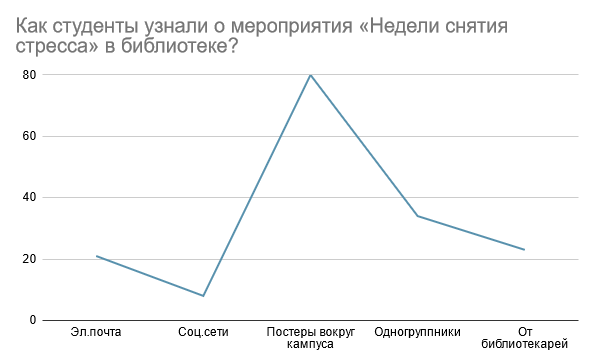 Как студенты узнали о мероприятия «Недели снятия
стресса» в библиотеке?
80
60
40
20
0
Эл.почта
Соц.сети
Постеры вокруг
кампуса
Одногруппники
От
библиотекарей